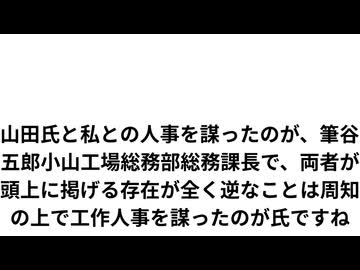 山田氏と私との人事を謀ったのが、筆谷
五郎小山工場総務部総務課長で、両者が
頭上に掲げる存在が全く逆なことは周知
の上で工作人事を謀ったのが氏ですね